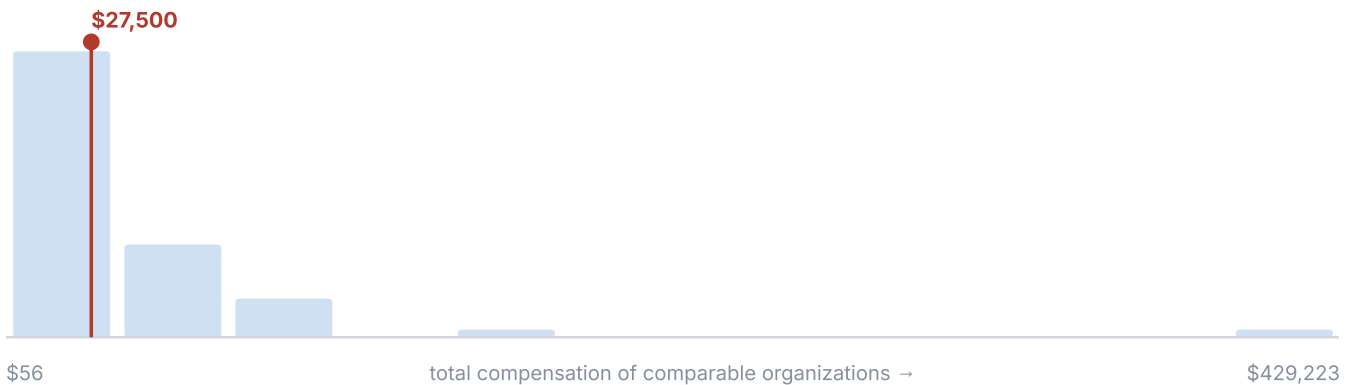 $27,500
$56 total compensation of comparable organizations → $429,223